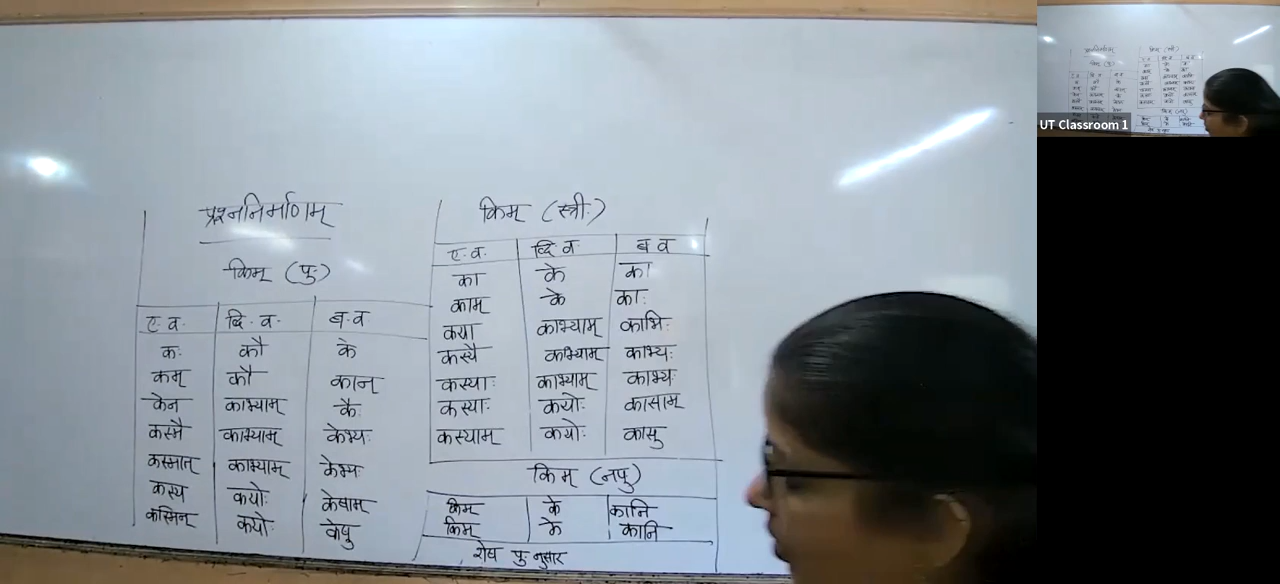 प्रश्ननिर्माणम्
किम् (पु॰)
ए॰व॰ द्वि॰व॰ ब॰व
कः कौ के
कम् कौ कान्
केन काभ्याम् कैः
कस्मै काभ्याम् केभ्यः
कस्मात् काभ्याम् केभ्यः
कस्य कयोः केषाम्
कस्मिन् कयोः केषु
किम् (स्त्रीः)
ए॰व॰ द्वि व ब व
का के का
काम् के काः
कया काभ्याम् काभिः
कस्यै काभ्याम् काभ्यः
कस्याः काभ्याम् काभ्यः
कस्याः कयोः कासाम्
कस्याम् कयोः कासु
किम् (नपु)
किम् के कानि
किम् के कानि
शेष पु॰ नुसार
UT Classroom 1